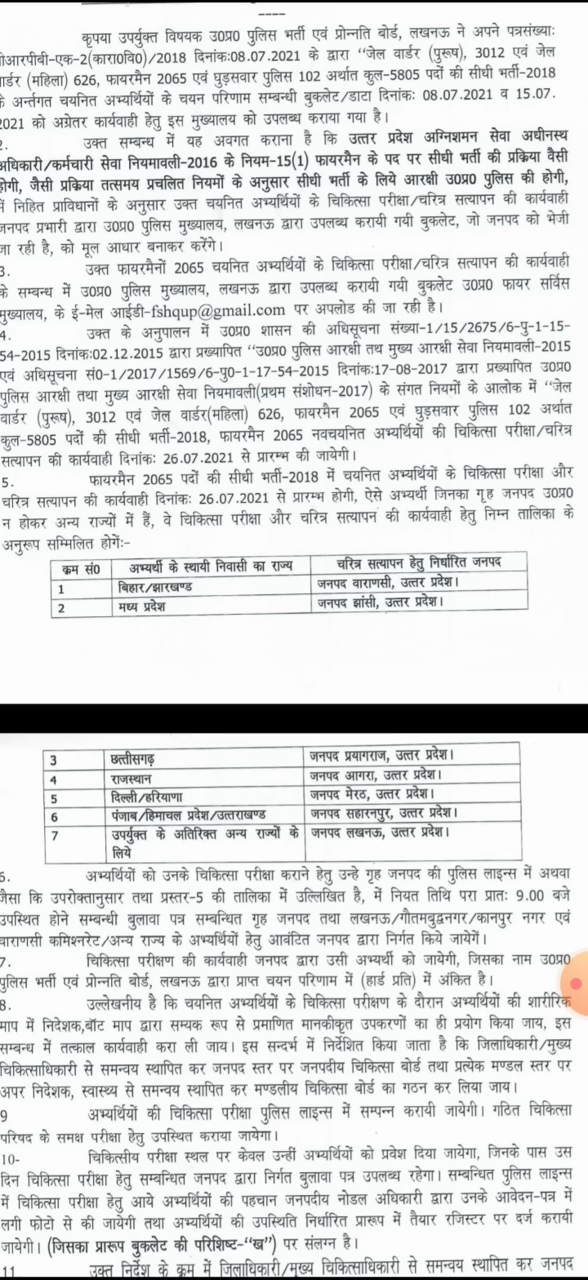 कृपया उपर्युक्त विषयक उ0प्र0 पुलिस भर्ती एवं प्रोन्नति बोर्ड, लखनऊ ने अपने पत्रसंख्याः
ीआरपीबी-एक-2(कारा0वि0)/2018 दिनांकः08.07.2021 के द्वारा "जेल वार्डर (पुरूष), 3012 एवं जेल
ार्डर (महिला) 626, फायरमैन 2065 एवं घुड़सवार पुलिस 102 अर्थात कुल-5805 पदों की सीधी भर्ती-2018
के अर्न्तगत चयनित अभ्यर्थियों के चयन परिणाम सम्बन्धी बुकलेट/डाटा दिनांकः 08.07.2021 व 15.07.
2021 को अग्रेतर कार्यवाही हेतु इस मुख्यालय को उपलब्ध कराया गया है।
2. उक्त सम्बन्ध में यह अवगत कराना है कि उत्तर प्रदेश अग्निशमन सेवा अधीनस्थ
अधिकारी/कर्मचारी सेवा नियमावली-2016 के नियम-15(1) फायरमैन के पद पर सीधी भर्ती की प्रक्रिया वैसी
होगी, जैसी प्रक्रिया तत्समय प्रचलित नियमों के अनुसार सीधी भर्ती के लिये आरक्षी उ0प्र0 पुलिस की होगी,
में निहित प्राविधानों के अनुसार उक्त चयनित अभ्यर्थियों के चिकित्सा परीक्षा/चरित्र सत्यापन की कार्यवाही
जनपद प्रभारी द्वारा उ0प्र0 पुलिस मुख्यालय, लखनऊ द्वारा उपलब्ध करायी गयी बुकलेट, जो जनपद को भेजी
जा रही है, को मूल आधार बनाकर करेंगे।
3. उक्त फायरमैनों 2065 चयनित अभ्यर्थियों के चिकित्सा परीक्षा/चरित्र सत्यापन की कार्यवाही
के सम्बन्ध में उ0प्र0 पुलिस मुख्यालय, लखनऊ द्वारा उपलब्ध करायी गयी बुकलेट उ0प्र0 फायर सर्विस
मुख्यालय, के ई-मेल आईडी-fshqup@gmail.com पर अपलोड की जा रही है।
4. उक्त के अनुपालन में उ0प्र0 शासन की अधिसूचना संख्या-1/15/2675/6-पु-1-15-
54-2015 दिनांकः02.12.2015 द्वारा प्रख्यापित "उ0प्र0 पुलिस आरक्षी तथ मुख्य आरक्षी सेवा नियमावली-2015
एवं अधिसूचना सं0-1/2017/1569/6-पु0-1-17-54-2015 दिनांकः17-08-2017 द्वारा प्रख्यापित उ0प्र0
पुलिस आरक्षी तथा मुख्य आरक्षी सेवा नियमावली(प्रथम संशोधन-2017) के संगत नियमों के आलोक में "जेल
वार्डर (पुरूष), 3012 एवं जेल वार्डर(महिला) 626, फायरमैन 2065 एवं घुड़सवार पुलिस 102 अर्थात
कुल-5805 पदों की सीधी भर्ती-2018, फायरमैन 2065 नवचयनित अभ्यर्थियों की चिकित्सा परीक्षा/चरित्र
सत्यापन की कार्यवाही दिनांकः 26.07.2021 से प्रारम्भ की जायेगी।
5. फायरमैन 2065 पदों की सीधी भर्ती-2018 में चयनित अभ्यर्थियों के चिकित्सा परीक्षा और
चरित्र सत्यापन की कार्यवाही दिनांकः 26.07.2021 से प्रारम्भ होगी, ऐसे अभ्यर्थी जिनका गृह जनपद उ0प्र0
न होकर अन्य राज्यों में हैं, वे चिकित्सा परीक्षा और चरित्र सत्यापन की कार्यवाही हेतु निम्न तालिका के
अनुरूप सम्मिलित होगेंः-
क्रम सं0 अभ्यर्थी के स्थायी निवासी का राज्य चरित्र सत्यापन हेतु निर्धारित जनपद
1 बिहार/झारखण्ड जनपद वाराणसी, उत्तर प्रदेश।
2 मध्य प्रदेश जनपद झांसी, उत्तर प्रदेश।
3 छत्तीसगढ़ जनपद प्रयागराज, उत्तर प्रदेश।
4 राजस्थान जनपद आगरा, उत्तर प्रदेश।
5 दिल्ली/हरियाणा जनपद मेरठ, उत्तर प्रदेश।
6 पंजाब/हिमाचल प्रदेश/उत्तराखण्ड जनपद सहारनपुर, उत्तर प्रदेश।
7 उपर्युक्त के अतिरिक्त अन्य राज्यों के जनपद लखनऊ, उत्तर प्रदेश।
लिये
6. अभ्यर्थियों को उनके चिकित्सा परीक्षा कराने हेतु उन्हे गृह जनपद की पुलिस लाइन्स में अथवा
जैसा कि उपरोक्तानुसार तथा प्रस्तर-5 की तालिका में उल्लिखित है, में नियत तिथि परा प्रातः 9.00 बजे
उपस्थित होने सम्बन्धी बुलावा पत्र सम्बन्धित गृह जनपद तथा लखनऊ/गौतमबुद्वनगर/कानपुर नगर एवं
वाराणसी कमिश्नरेट/अन्य राज्य के अभ्यर्थियों हेतु आवंटित जनपद द्वारा निर्गत किये जायेगें।
7. चिकित्सा परीक्षण की कार्यवाही जनपद द्वारा उसी अभ्यर्थी को जायेगी, जिसका नाम उ0प्र0
पुलिस भर्ती एवं प्रोन्नति बोर्ड, लखनऊ द्वारा प्राप्त चयन परिणाम में (हार्ड प्रति) में अंकित है।
8. उल्लेखनीय है कि चयनित अभ्यर्थियों के चिकित्सा परीक्षण के दौरान अभ्यर्थियों की शारीरिक
माप में निदेशक,बॉट माप द्वारा सम्यक रूप से प्रमाणित मानकीकृत उपकरणों का ही प्रयोग किया जाय, इस
सम्बन्ध में तत्काल कार्यवाही करा ली जाय। इस सन्दर्भ में निर्देशित किया जाता है कि जिलाधिकारी/मुख्य
चिकित्साधिकारी से समन्वय स्थापित कर जनपद स्तर पर जनपदीय चिकित्सा बोर्ड तथा प्रत्येक मण्डल स्तर पर
अपर निदेशक, स्वास्थ्य से समन्वय स्थापित कर मण्डलीय चिकित्सा बोर्ड का गठन कर लिया जाय।
9 अभ्यर्थियों की चिकित्सा परीक्षा पुलिस लाइन्स में सम्पन्न करायी जायेगी। गठित चिकित्सा
परिषद के समक्ष परीक्षा हेतु उपस्थित कराया जायेगा।
10- चिकित्सीय परीक्षा स्थल पर केवल उन्हीं अभ्यर्थियों को प्रवेश दिया जायेगा, जिनके पास उस
दिन चिकित्सा परीक्षा हेतु सम्बन्धित जनपद द्वारा निर्गत बुलावा पत्र उपलब्ध रहेगा। सम्बन्धित पुलिस लाइन्स
में चिकित्सा परीक्षा हेतु आये अभ्यर्थियों की पहचान जनपदीय नोडल अधिकारी द्वारा उनके आवेदन-पत्र में
लगी फोटो से की जायेगी तथा अभ्यर्थियों की उपस्थिति निर्धारित प्रारूप में तैयार रजिस्टर पर दर्ज करायी
जायेगी। (जिसका प्रारूप बुकलेट की परिशिष्ट-"ख") पर संलग्न है।
11 उक्त निर्देश के क्रम में जिलाधिकारी/मुख्य चिकित्साधिकारी से समन्वय स्थापित कर जनपद